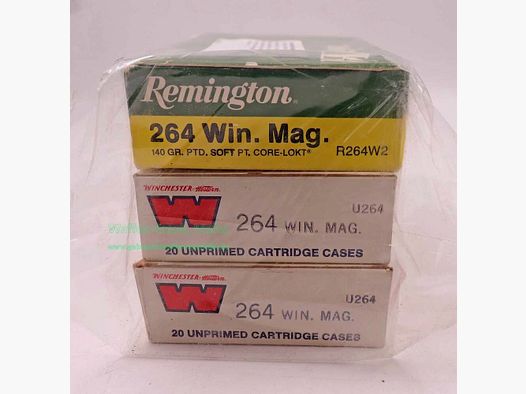 Remington®
264 Win. Mag.
140 GR. PTD. SOFT PT. CORE-LOKT® R264W2
WINCHESTER-Western
W
U264
264 WIN. MAG.
20 UNPRIMED CARTRIDGE CASES
WINCHESTER-Western
W
U264
264 WIN. MAG.
20 UNPRIMED CARTRIDGE CASES